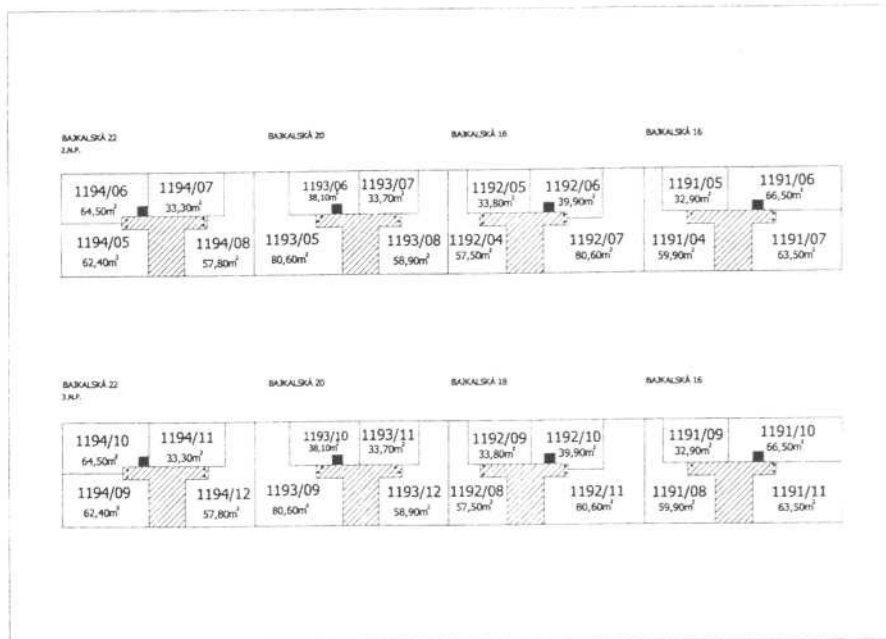 BAJKALSKÁ 22
2.N.P.
BAJKALSKÁ 20
BAJKALSKÁ 18
BAJKALSKÁ 16
1194/06
64,50m²
1194/07
33,30m²
1193/06
38,10m²
1193/07
33,70m²
1192/05
33,80m²
1192/06
39,90m²
1191/05
32,90m²
1191/06
66,50m²
1194/05
62,40m²
1194/08
57,80m²
1193/05
80,60m²
1193/08
58,90m²
1192/04
57,50m²
1192/07
80,60m²
1191/04
59,90m²
1191/07
63,50m²
BAJKALSKÁ 22
3.N.P.
BAJKALSKÁ 20
BAJKALSKÁ 18
BAJKALSKÁ 16
1194/10
64,50m²
1194/11
33,30m²
1193/10
38,10m²
1193/11
33,70m²
1192/09
33,80m²
1192/10
39,90m²
1191/09
32,90m²
1191/10
66,50m²
1194/09
62,40m²
1194/12
57,80m²
1193/09
80,60m²
1193/12
58,90m²
1192/08
57,50m²
1192/11
80,60m²
1191/08
59,90m²
1191/11
63,50m²